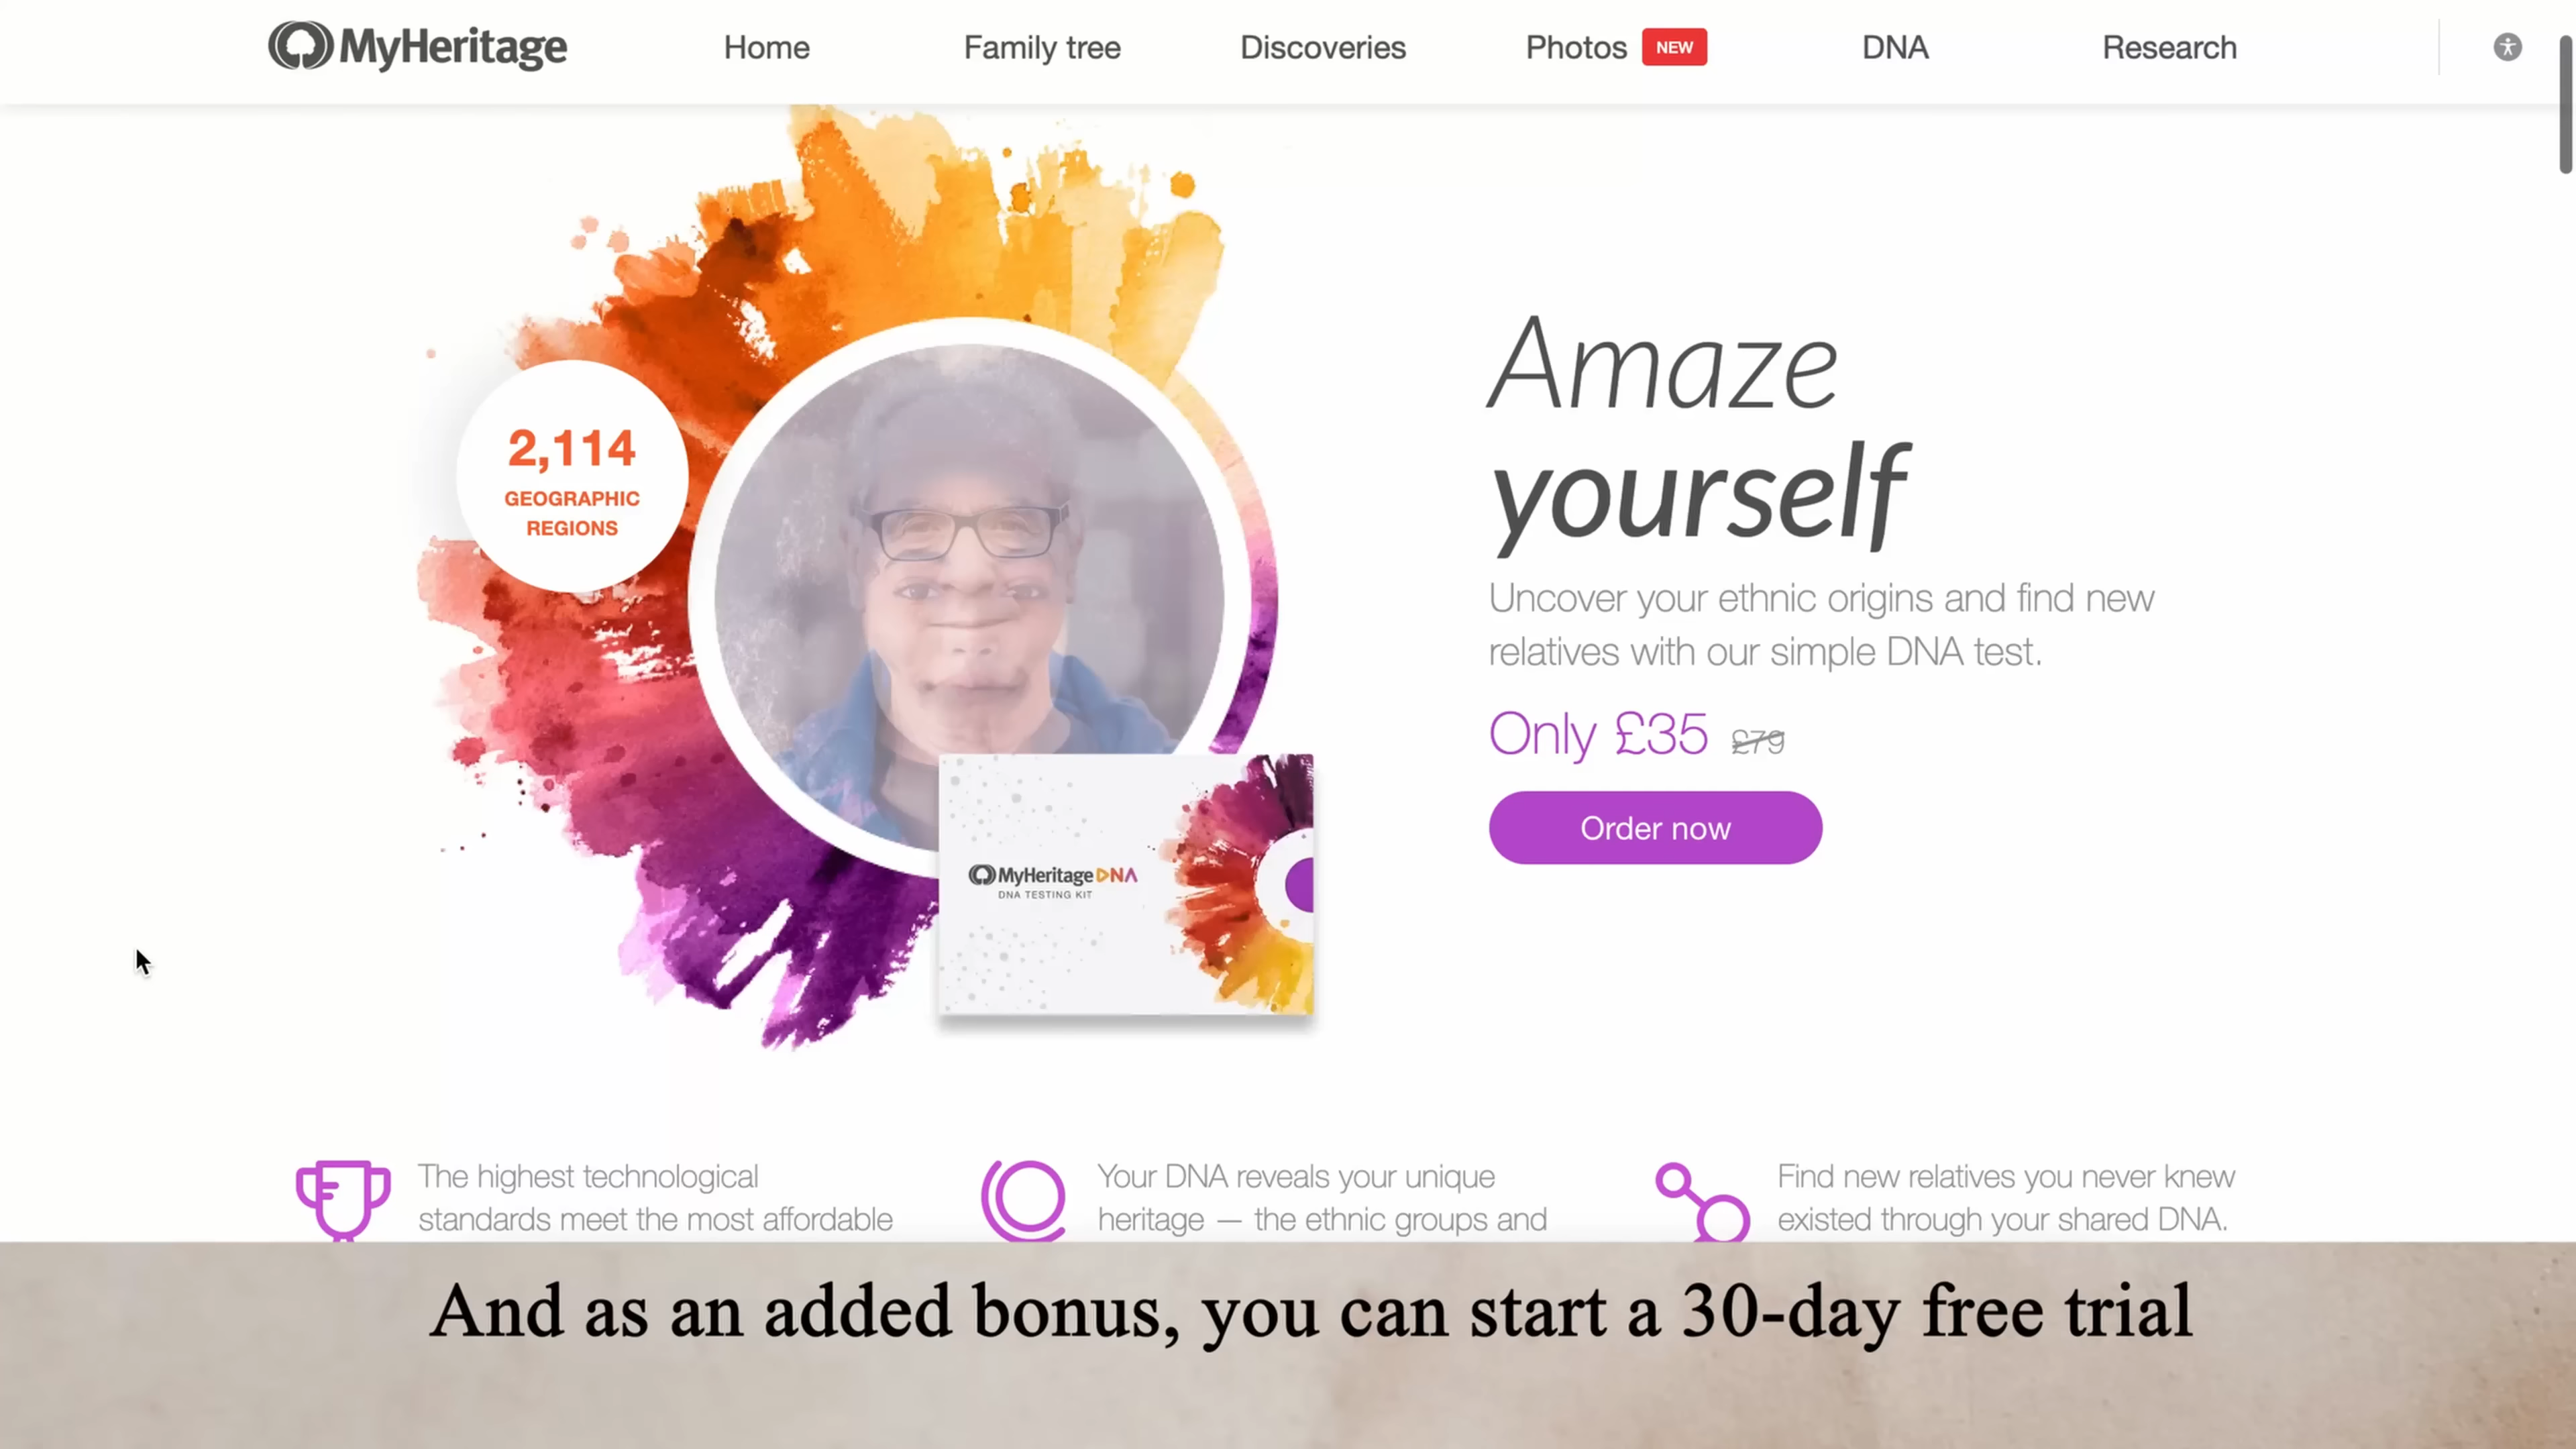 MyHeritage
Home
Family tree
Discoveries
Photos
NEW
DNA
Research
2,114
GEOGRAPHIC
REGIONS
Amaze
yourself
Uncover your ethnic origins and find new
relatives with our simple DNA test.
Only £35 £79
Order now
MyHeritage DNA
DNA TESTING KIT
The highest technological
standards meet the most affordable
Your DNA reveals your unique
heritage — the ethnic groups and
Find new relatives you never knew
existed through your shared DNA.
And as an added bonus, you can start a 30-day free trial